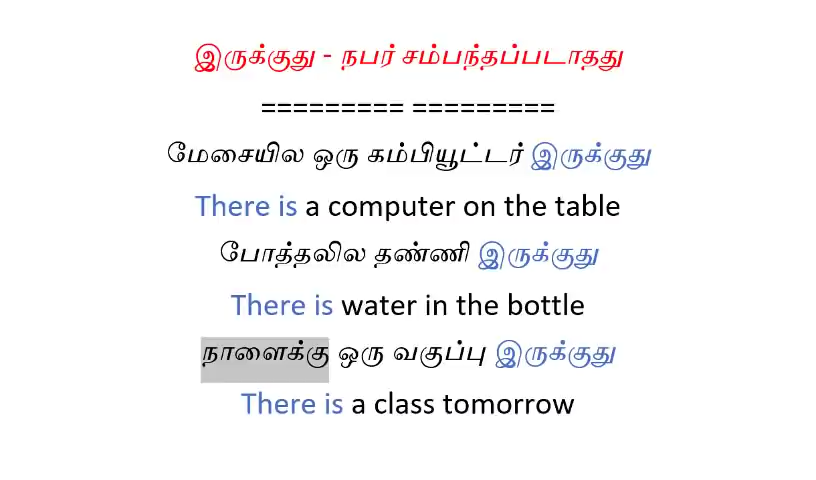 இருக்குது - நபர் சம்பந்தப்படாதது
========= =========
மேசையில ஒரு கம்பியூட்டர் இருக்குது
There is a computer on the table
போத்தலில தண்ணி இருக்குது
There is water in the bottle
நாளைக்கு ஒரு வகுப்பு இருக்குது
There is a class tomorrow